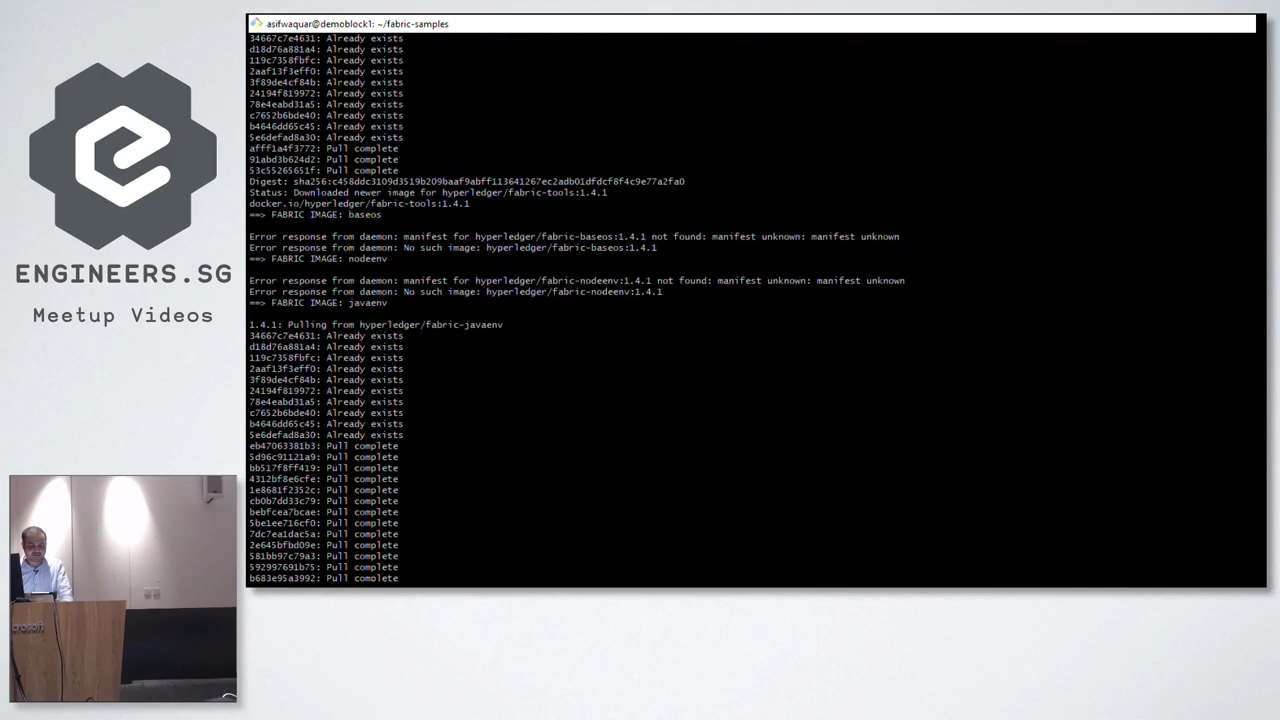 asifwaquar@demoblock1: ~/fabric-samples
34667c7e4631: Already exists
d18d76a881a4: Already exists
119c7358fbfc: Already exists
2aaf13f3eff0: Already exists
3f89de4cf84b: Already exists
24194f819972: Already exists
78e4eabd31a5: Already exists
c7652b6bde40: Already exists
b4646dd65c45: Already exists
5e6defad8a30: Already exists
afff1a4f3772: Pull complete
91abd3b624d2: Pull complete
53c55265651f: Pull complete
Digest: sha256:c458ddc3109d3519b209baaf9abff113641267ec2adb01dfdcf8f4c9e77a2fa0
Status: Downloaded newer image for hyperledger/fabric-tools:1.4.1
docker.io/hyperledger/fabric-tools:1.4.1
==> FABRIC IMAGE: baseos
Error response from daemon: manifest for hyperledger/fabric-baseos:1.4.1 not found: manifest unknown: manifest unknown
Error response from daemon: No such image: hyperledger/fabric-baseos:1.4.1
==> FABRIC IMAGE: nodeenv
Error response from daemon: manifest for hyperledger/fabric-nodeenv:1.4.1 not found: manifest unknown: manifest unknown
Error response from daemon: No such image: hyperledger/fabric-nodeenv:1.4.1
==> FABRIC IMAGE: javaenv
1.4.1: Pulling from hyperledger/fabric-javaenv
34667c7e4631: Already exists
d18d76a881a4: Already exists
119c7358fbfc: Already exists
2aaf13f3eff0: Already exists
3f89de4cf84b: Already exists
24194f819972: Already exists
78e4eabd31a5: Already exists
c7652b6bde40: Already exists
b4646dd65c45: Already exists
5e6defad8a30: Already exists
eb47063381b3: Pull complete
5d96c91121a9: Pull complete
bb517f8ff419: Pull complete
4312bf8e6cfe: Pull complete
1e8681f2352c: Pull complete
cb0b7dd33c79: Pull complete
bebfcea7bcae: Pull complete
5be1ee716cf0: Pull complete
7dc7ea1dac5a: Pull complete
2e645bfbd09e: Pull complete
581bb97c79a3: Pull complete
592997691b75: Pull complete
b683e95a3992: Pull complete
ENGINEERS.SG
Meetup Videos
crosoft